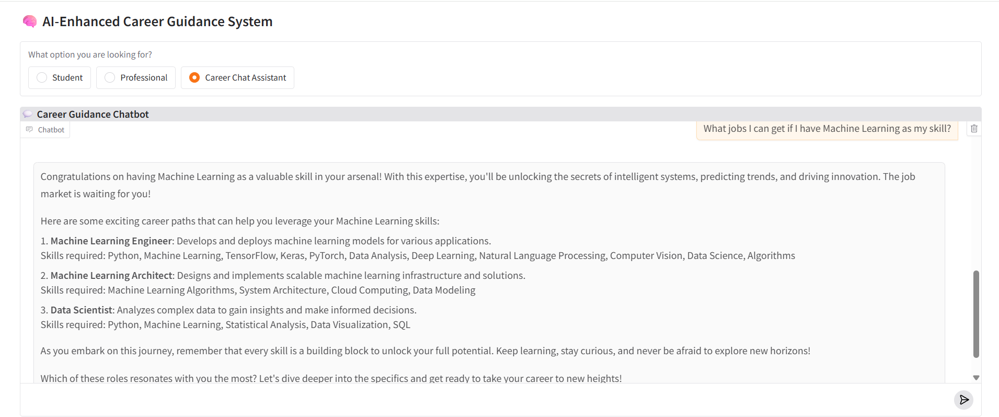 AI-Enhanced Career Guidance System
What option you are looking for?
Student
Professional
Career Chat Assistant
Career Guidance Chatbot
Chatbot
What jobs I can get if I have Machine Learning as my skill?
Congratulations on having Machine Learning as a valuable skill in your arsenal! With this expertise, you'll be unlocking the secrets of intelligent systems, predicting trends, and driving innovation. The job
market is waiting for you!
Here are some exciting career paths that can help you leverage your Machine Learning skills:
1. Machine Learning Engineer: Develops and deploys machine learning models for various applications.
Skills required: Python, Machine Learning, TensorFlow, Keras, PyTorch, Data Analysis, Deep Learning, Natural Language Processing, Computer Vision, Data Science, Algorithms
2. Machine Learning Architect: Designs and implements scalable machine learning infrastructure and solutions.
Skills required: Machine Learning Algorithms, System Architecture, Cloud Computing, Data Modeling
3. Data Scientist: Analyzes complex data to gain insights and make informed decisions.
Skills required: Python, Machine Learning, Statistical Analysis, Data Visualization, SQL
As you embark on this journey, remember that every skill is a building block to unlock your full potential. Keep learning, stay curious, and never be afraid to explore new horizons!
Which of these roles resonates with you the most? Let's dive deeper into the specifics and get ready to take your career to new heights!